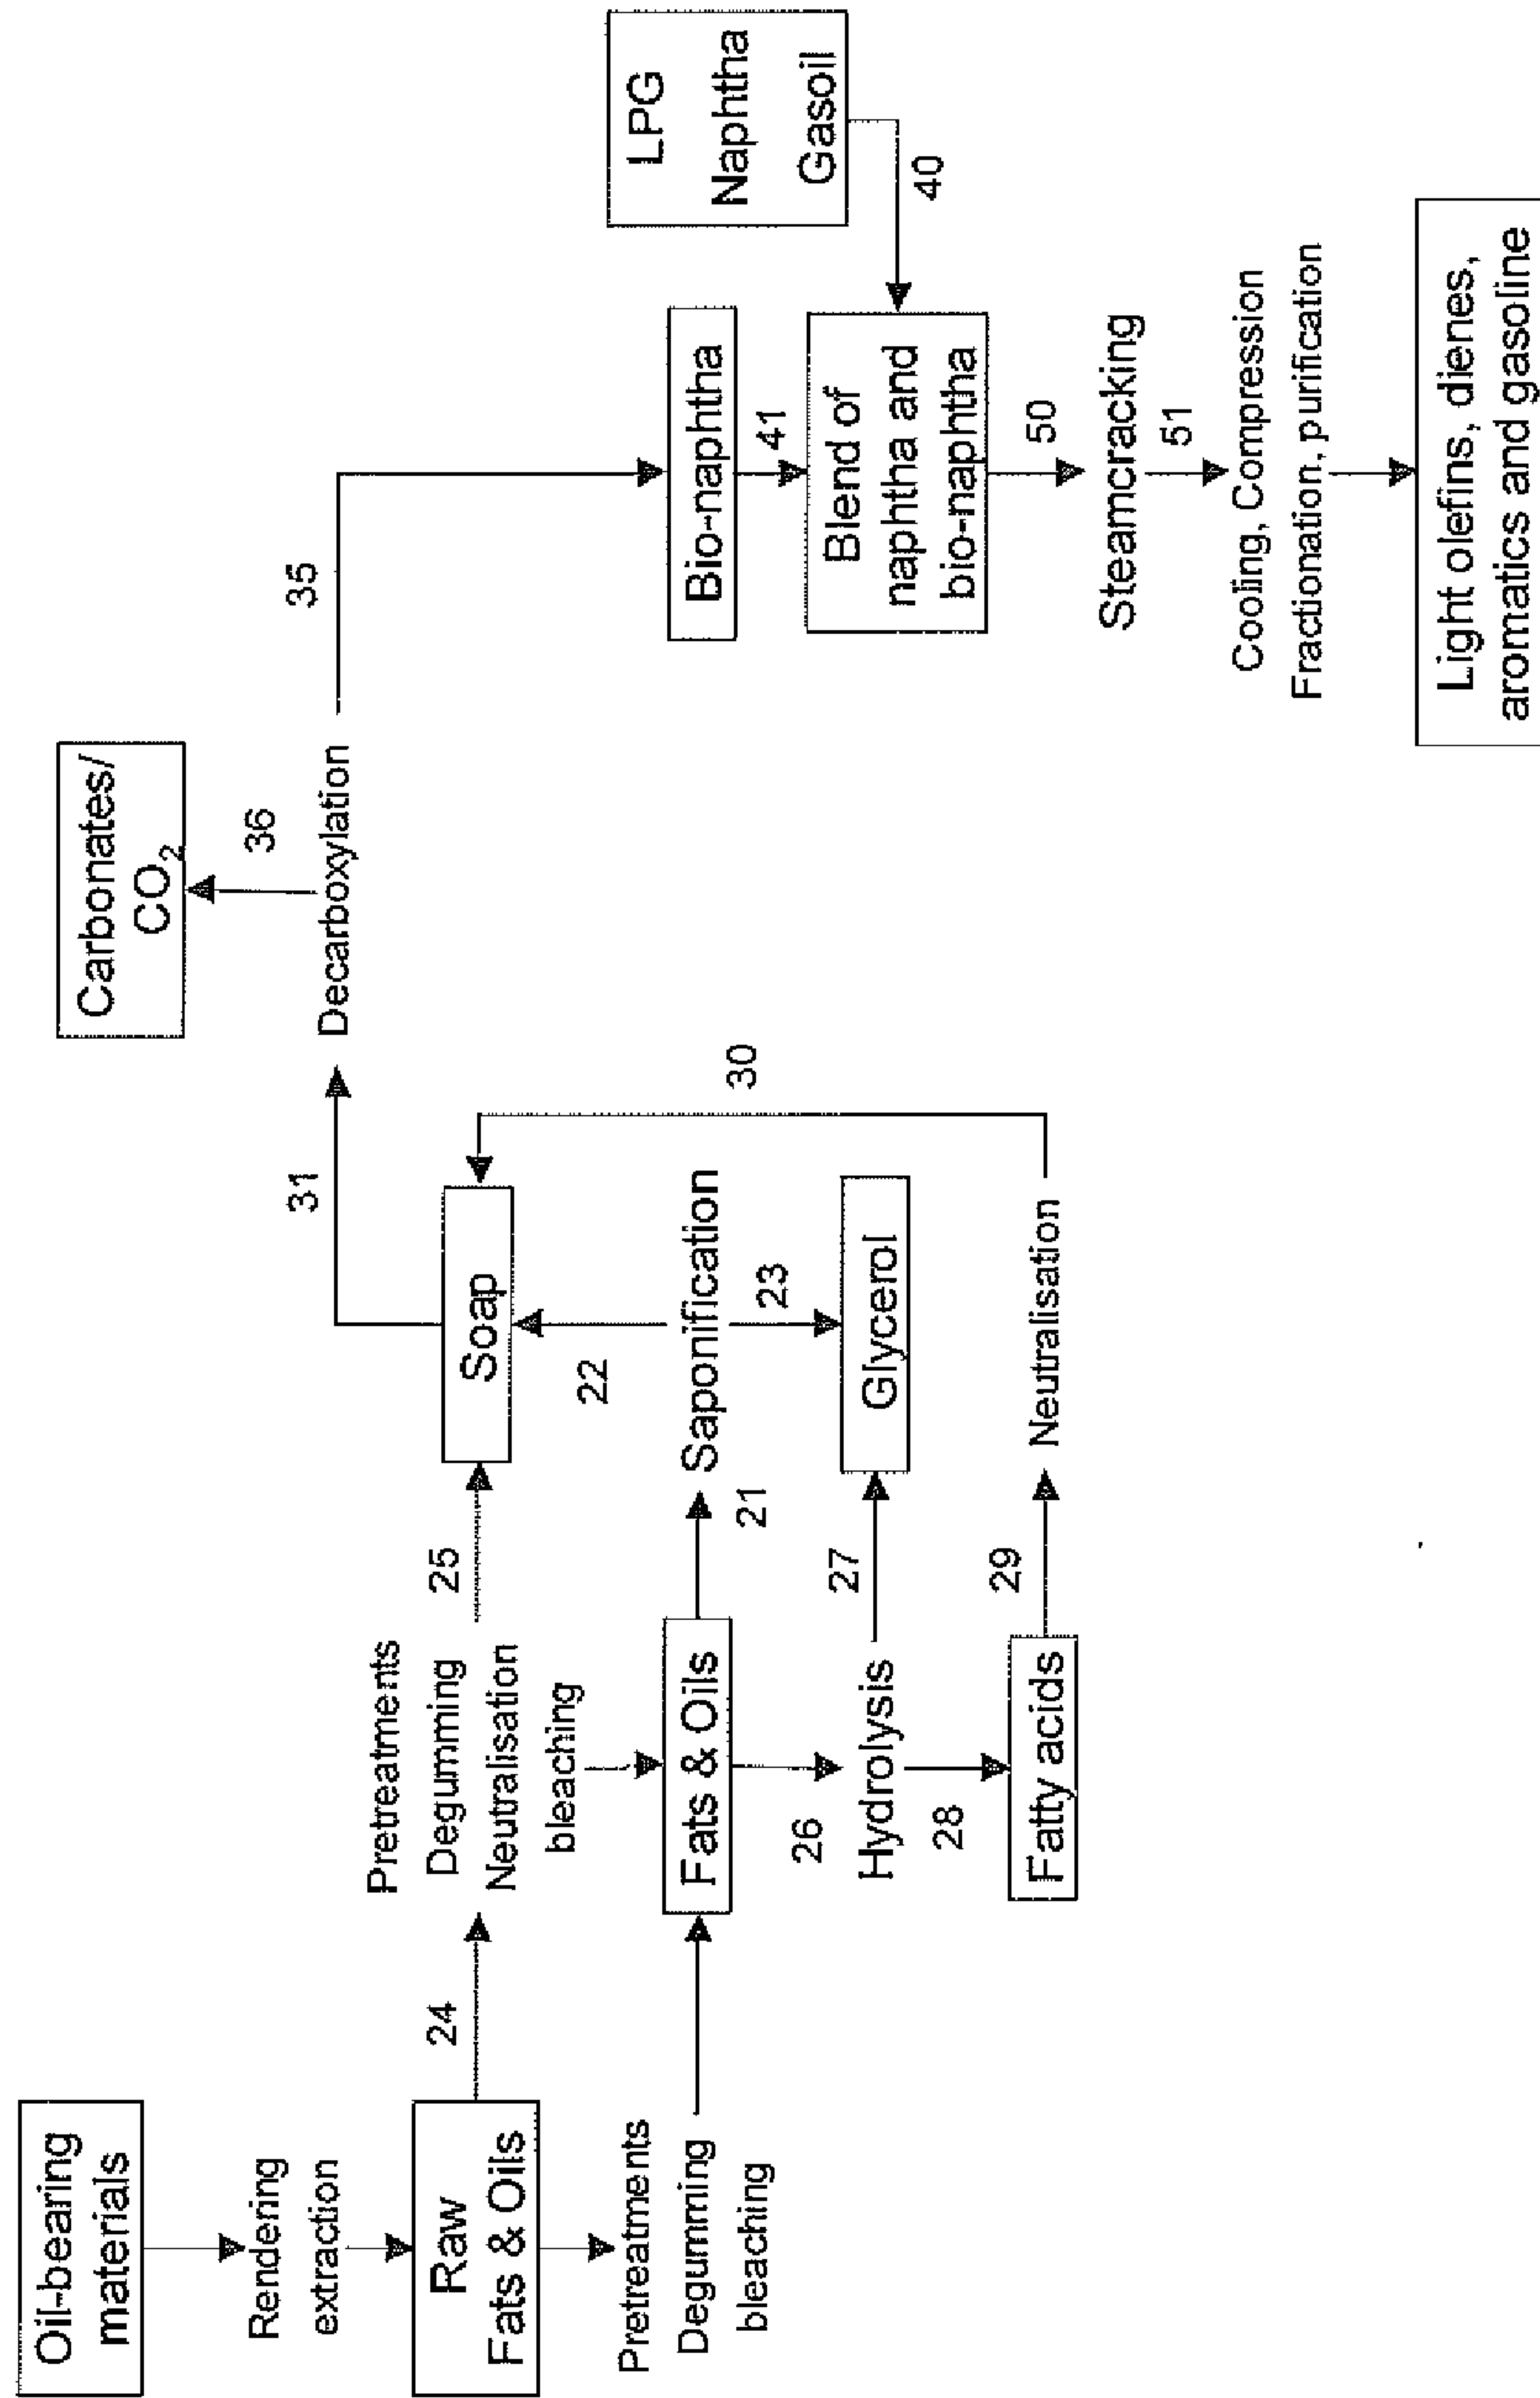 Oil-bearing
materials
Rendering
extraction
Raw
Fats & Oils
Pretreatments
Degumming
bleaching
24
Pretreatments
Degumming
Neutralisation
bleaching
25
Fats & Oils
26
Hydrolysis
28
Fatty acids
21
27
29
Soap
22
Saponification
23
Glycerol
Neutralisation
30
31
Carbonates/
CO₂
36
Decarboxylation
35
Bio-naphtha
41
Blend of
naphtha and
bio-naphtha
LPG
Naphtha
Gasoil
40
50
Steamcracking
51
Cooling, Compression
Fractionation, purification
Light olefins, dienes,
aromatics and gasoline